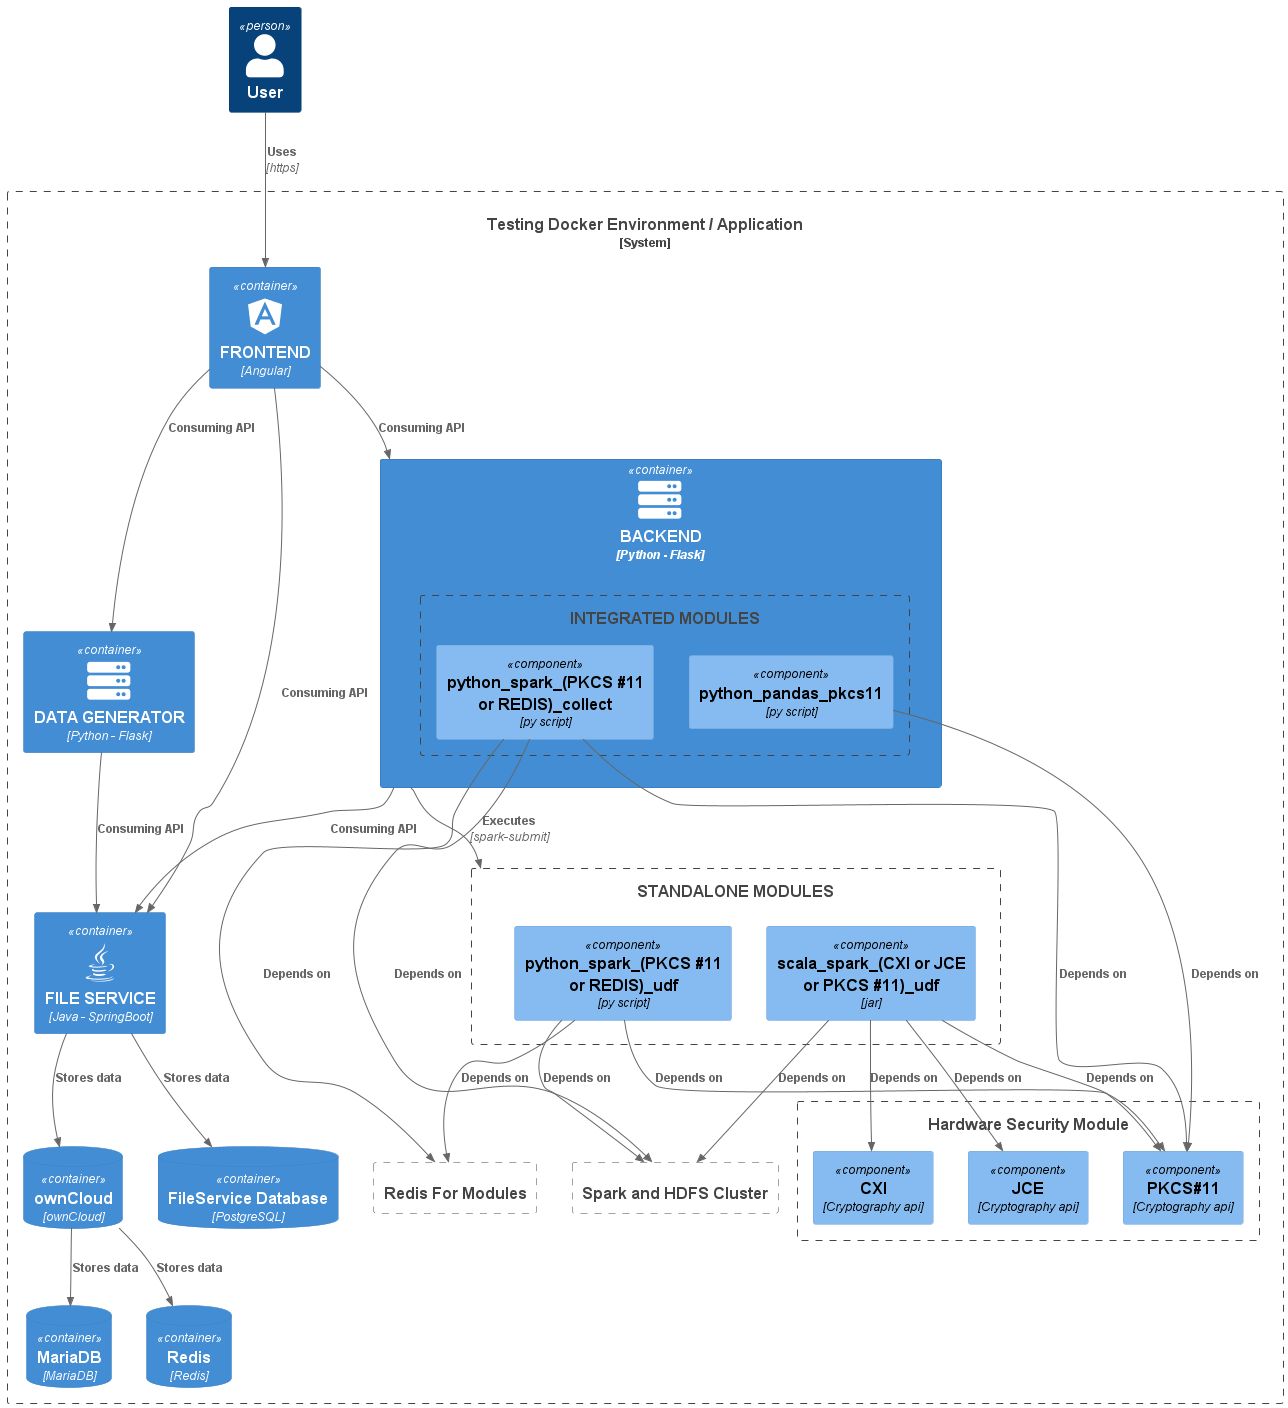 «person»
User
Uses
[https]
Testing Docker Environment / Application
[System]
«container»
FRONTEND
[Angular]
Consuming API
Consuming API
«container»
BACKEND
[Python - Flask]
INTEGRATED MODULES
«component»
python_spark_(PKCS #11
or REDIS)_collect
[py script]
«component»
python_pandas_pkcs11
[py script]
«container»
DATA GENERATOR
[Python - Flask]
Consuming API
Consuming API
Consuming API
Executes
[spark-submit]
STANDALONE MODULES
«component»
python_spark_(PKCS #11
or REDIS)_udf
[py script]
«component»
scala_spark_(CXI or JCE
or PKCS #11)_udf
[jar]
«container»
FILE SERVICE
[Java - SpringBoot]
Depends on
Depends on
Depends on
Depends on
Stores data
Stores data
Depends on
Depends on
Depends on
Depends on
Depends on
Depends on
Depends on
Hardware Security Module
«component»
CXI
[Cryptography api]
«component»
JCE
[Cryptography api]
«component»
PKCS#11
[Cryptography api]
«container»
ownCloud
[ownCloud]
«container»
FileService Database
[PostgreSQL]
Redis For Modules
Spark and HDFS Cluster
Stores data
Stores data
«container»
MariaDB
[MariaDB]
«container»
Redis
[Redis]